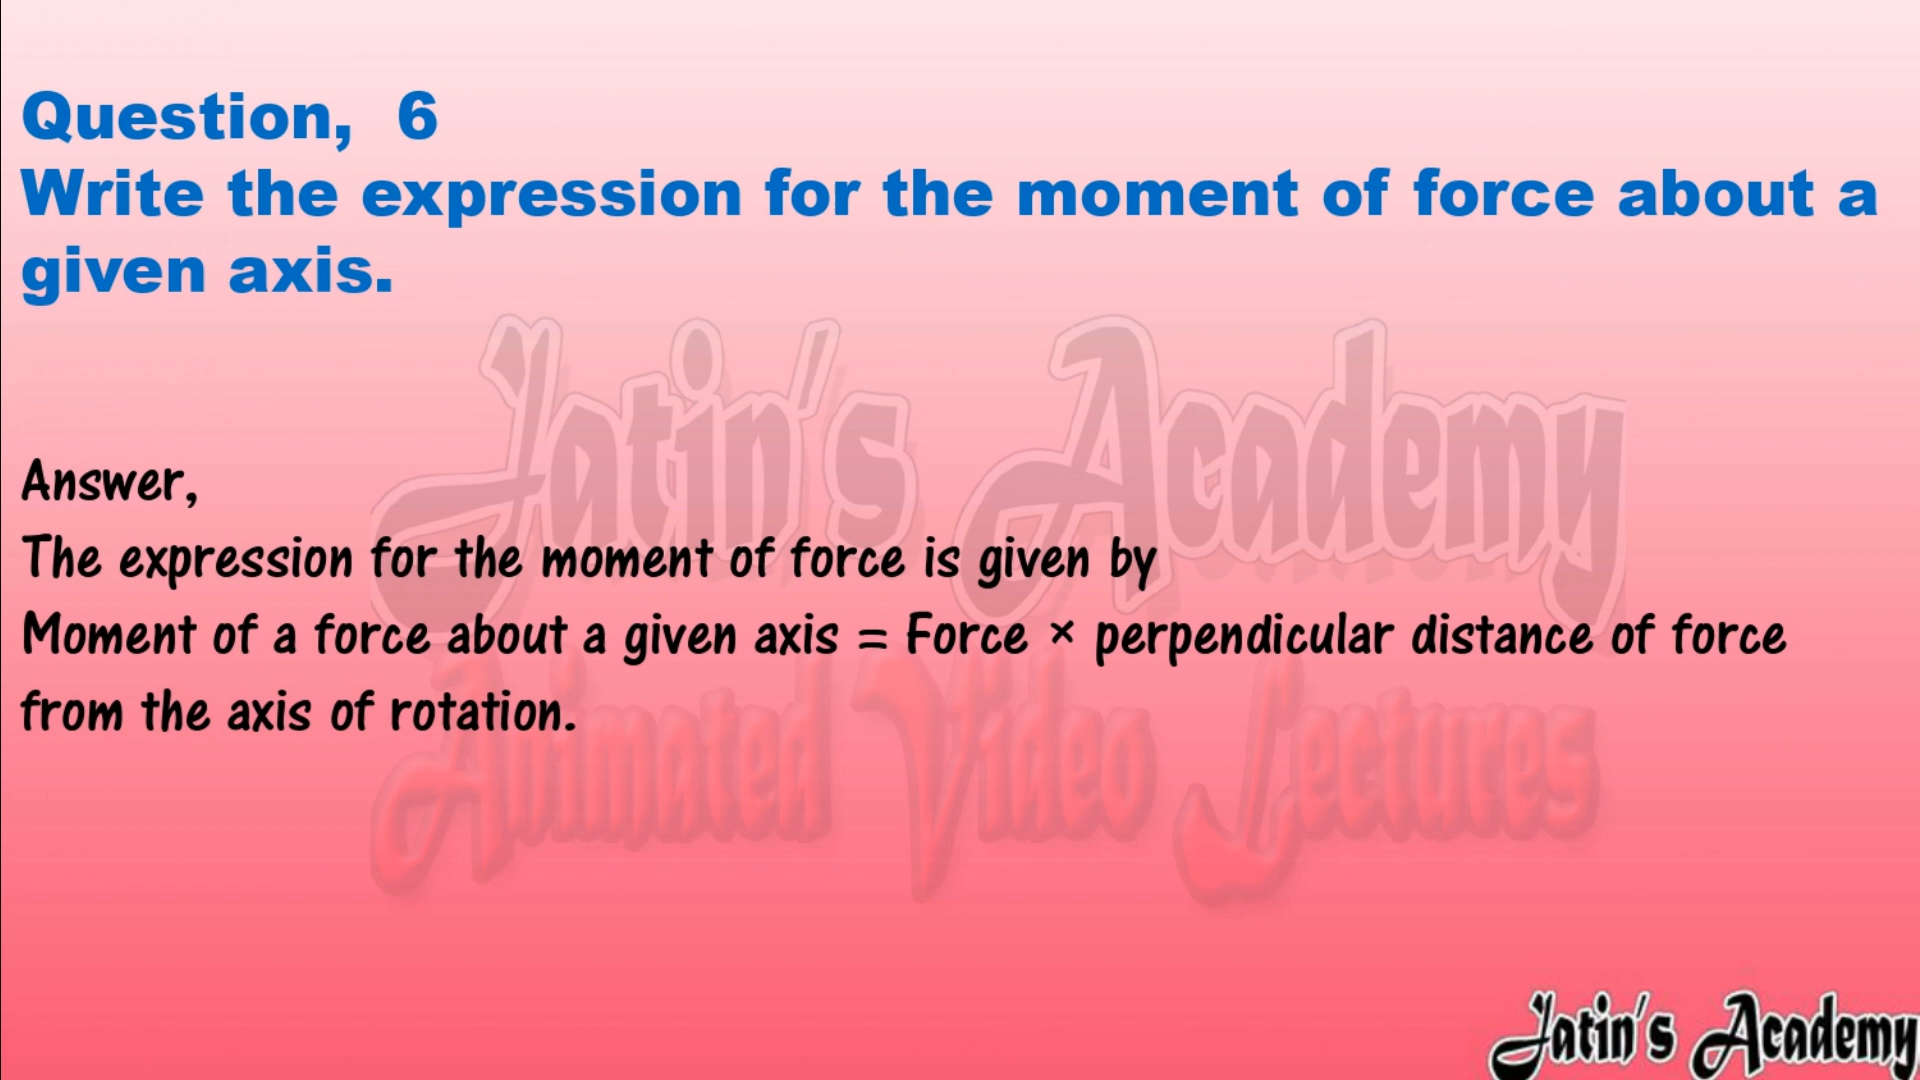 Question, 6
Write the expression for the moment of force about a
given axis.
Jatin's Academy
Answer,
The expression for the moment of force is given by
Moment of a force about a given axis = Force × perpendicular distance of force
from the axis of rotation.
Animated Video Lectures
Jatin's Academy